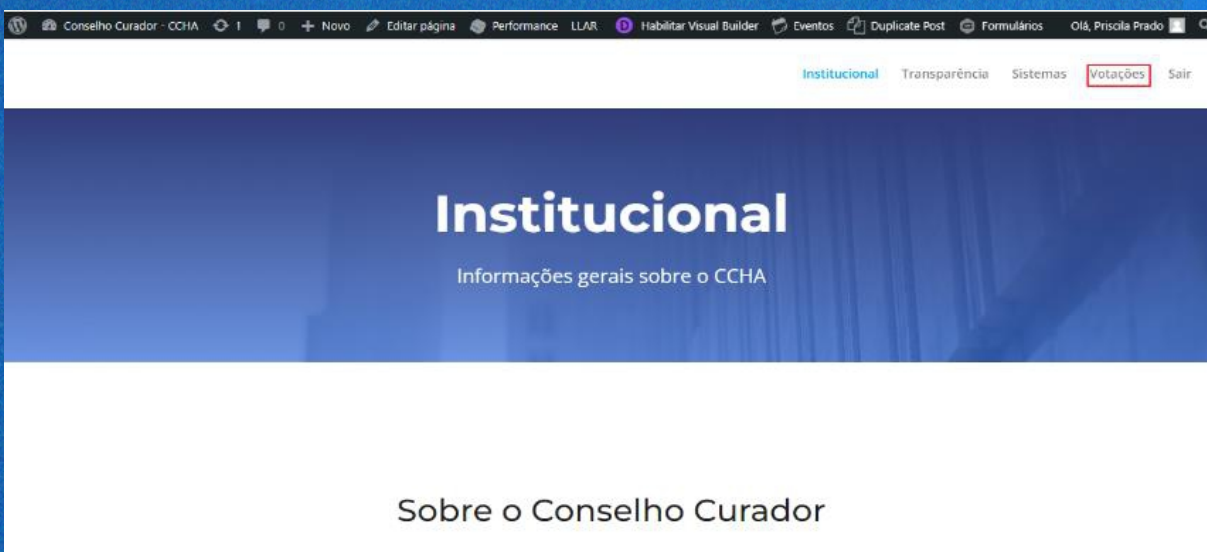 Conselho Curador - CCHA 1 0 + Novo Editar página Performance LLAR Habilitar Visual Builder Eventos Duplicate Post Formulários Olá, Priscila Prado
Institucional Transparência Sistemas Votações Sair
Institucional
Informações gerais sobre o CCHA
Sobre o Conselho Curador